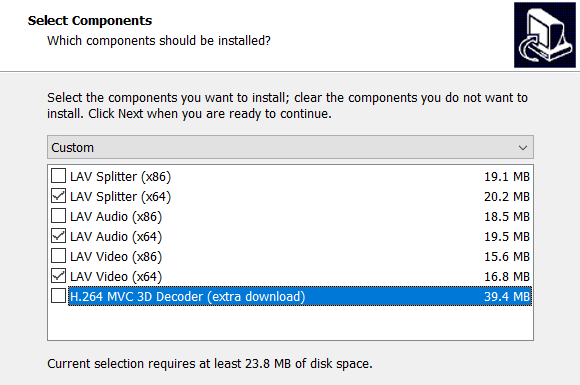 Select Components
Which components should be installed?
Select the components you want to install; clear the components you do not want to
install. Click Next when you are ready to continue.
Custom
LAV Splitter (x86) 19.1 MB
LAV Splitter (x64) 20.2 MB
LAV Audio (x86) 18.5 MB
LAV Audio (x64) 19.5 MB
LAV Video (x86) 15.6 MB
LAV Video (x64) 16.8 MB
H.264 MVC 3D Decoder (extra download) 39.4 MB
Current selection requires at least 23.8 MB of disk space.